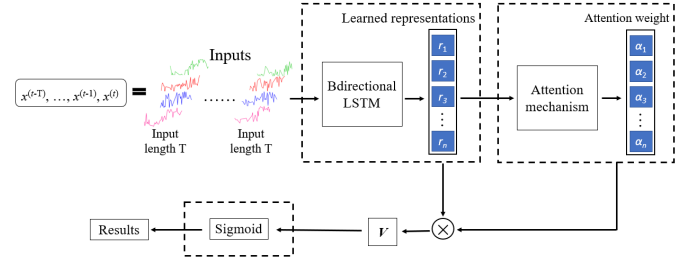 Learned representations
Attention weight
Inputs
x^(t-T), …, x^(t-1), x^(t)
=
……
Input
length T
Input
length T
Bdirectional
LSTM
r₁
r₂
r₃
⋮
rₙ
Attention
mechanism
α₁
α₂
α₃
⋮
αₙ
Results
Sigmoid
V
×